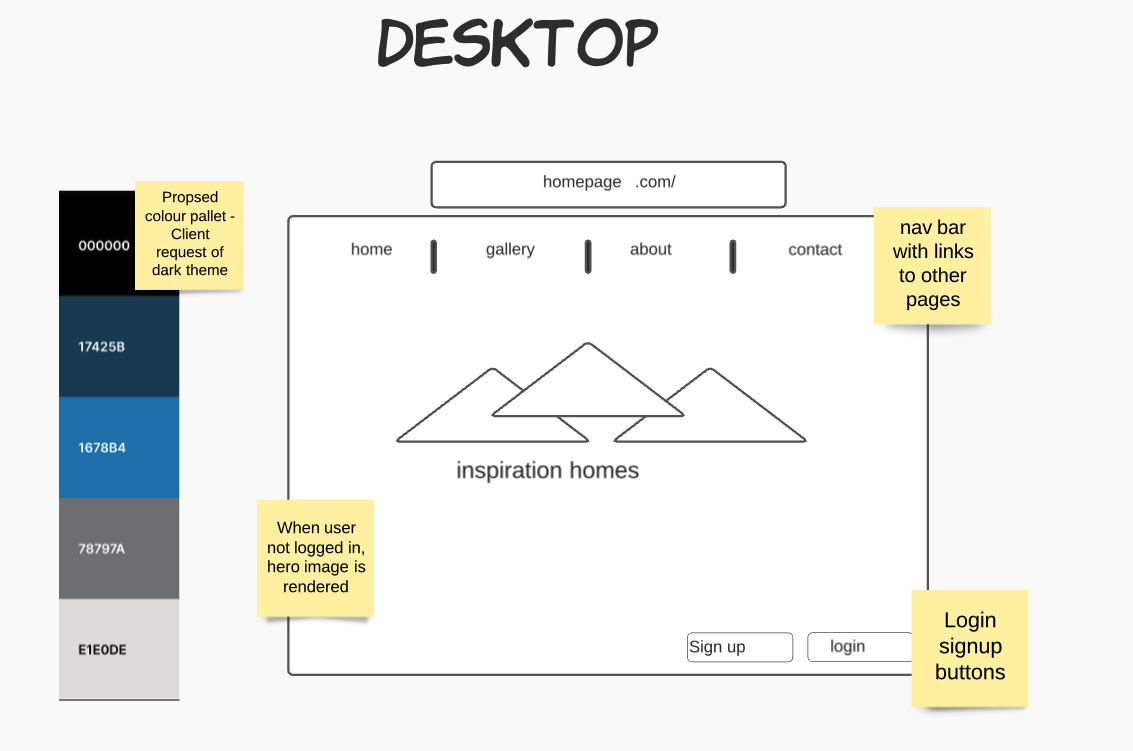 DESKTOP
homepage .com/
000000
Propsed
colour pallet -
Client
request of
dark theme
17425B
1678B4
78797A
E1E0DE
home gallery about contact
nav bar
with links
to other
pages
inspiration homes
When user
not logged in,
hero image is
rendered
Sign up login
Login
signup
buttons